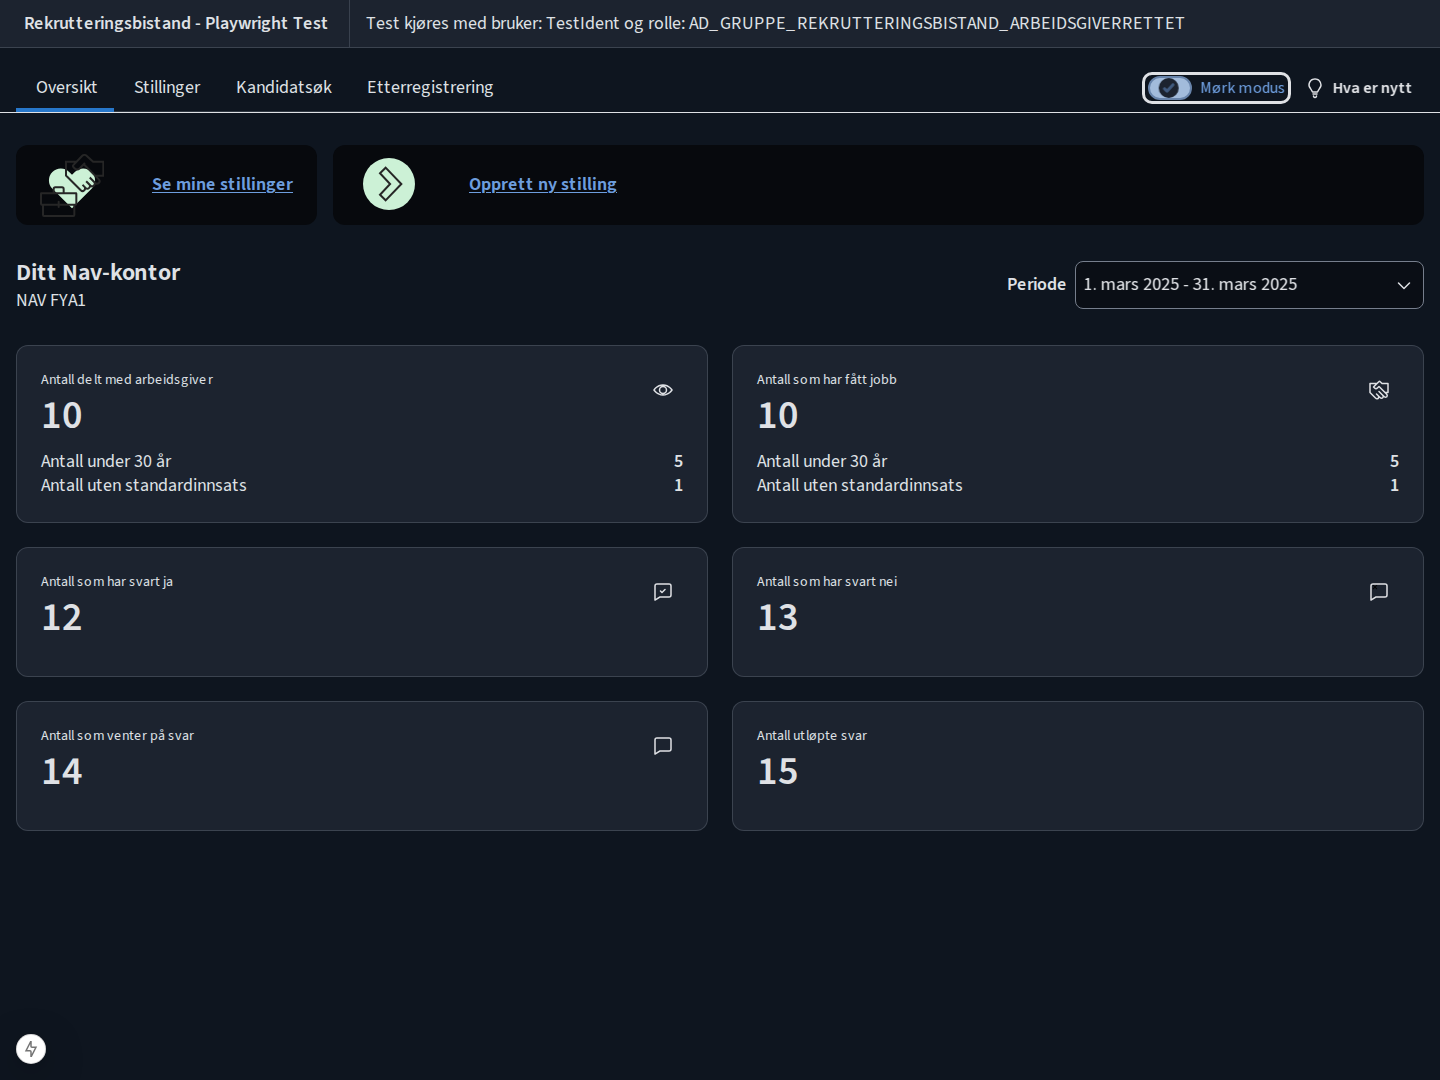 Rekrutteringsbistand - Playwright Test
Test kjøres med bruker: TestIdent og rolle: AD_GRUPPE_REKRUTTERINGSBISTAND_ARBEIDSGIVERRETTET
Oversikt
Stillinger
Kandidatsøk
Etterregistrering
Mørk modus
Hva er nytt
Se mine stillinger
Opprett ny stilling
Ditt Nav-kontor
NAV FYA1
Periode
1. mars 2025 - 31. mars 2025
Antall delt med arbeidsgiver
10
Antall under 30 år
5
Antall uten standardinnsats
1
Antall som har fått jobb
10
Antall under 30 år
5
Antall uten standardinnsats
1
Antall som har svart ja
12
Antall som har svart nei
13
Antall som venter på svar
14
Antall utløpte svar
15